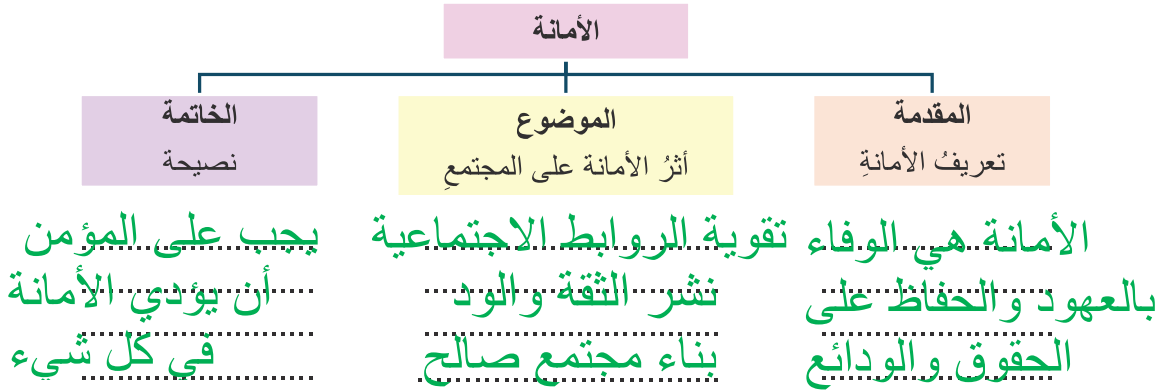 الأمانة
المقدمة
تعريفُ الأمانةِ
الأمانة هي الوفاء
بالعهود والحفاظ على
الحقوق والودائع
الموضوع
أثرُ الأمانة على المجتمعِ
تقوية الروابط الاجتماعية
نشر الثقة والود
بناء مجتمع صالح
الخاتمة
نصيحة
يجب على المؤمن
أن يؤدي الأمانة
في كل شيء